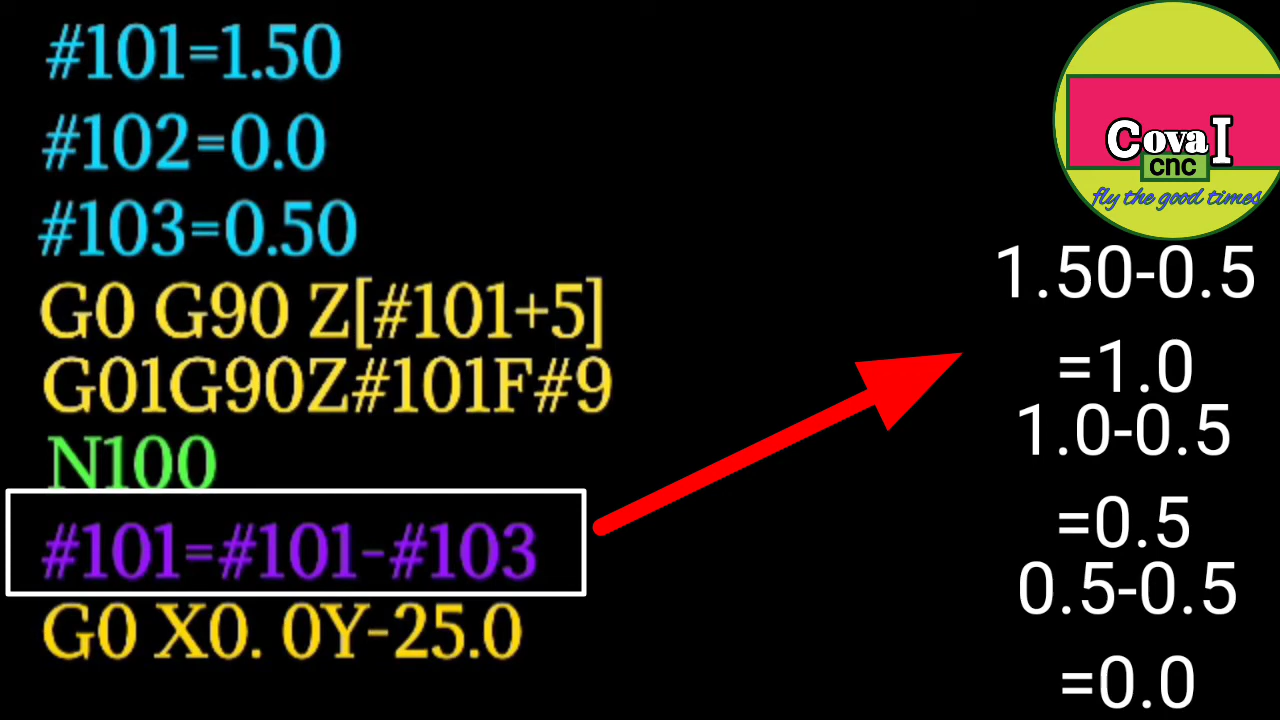 #101=1.50
#102=0.0
#103=0.50
G0 G90 Z[#101+5]
G01G90Z#101F#9
N100
#101=#101-#103
G0 X0. 0Y-25.0
CovaI
cnc
fly the good times
1.50-0.5
=1.0
1.0-0.5
=0.5
0.5-0.5
=0.0